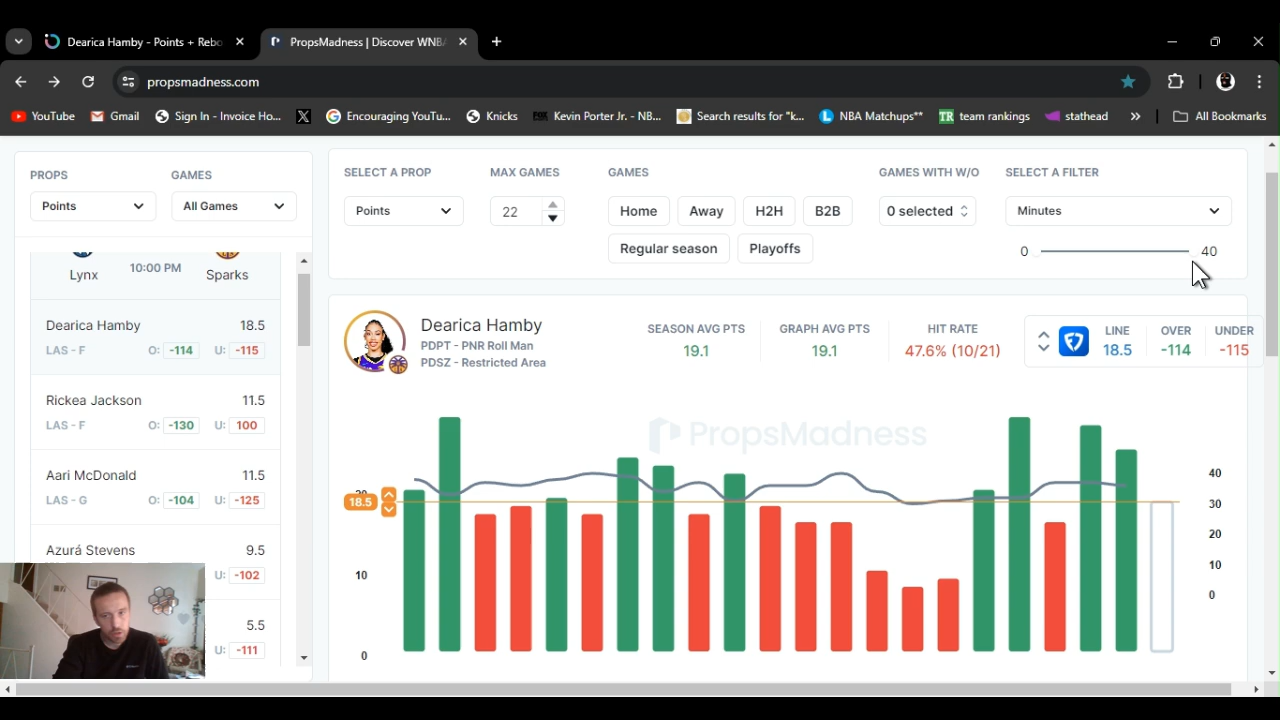 Dearica Hamby - Points + Rebo
PropsMadness | Discover WNB
propsmadness.com
YouTube Gmail Sign In - Invoice Ho... Encouraging YouTu... Knicks Kevin Porter Jr. - NB... Search results for "k... NBA Matchups** TR team rankings stathead » All Bookmarks
PROPS GAMES
Points All Games
Lynx 10:00 PM Sparks
Dearica Hamby 18.5
LAS - F O: -114 U: -115
Rickea Jackson 11.5
LAS - F O: -130 U: 100
Aari McDonald 11.5
LAS - G O: -104 U: -125
Azurá Stevens 9.5
U: -102
5.5
U: -111
SELECT A PROP MAX GAMES GAMES GAMES WITH W/O SELECT A FILTER
Points 22 Home Away H2H B2B 0 selected Minutes
Regular season Playoffs 0 40
Dearica Hamby
PDPT - PNR Roll Man
PDSZ - Restricted Area
SEASON AVG PTS GRAPH AVG PTS HIT RATE LINE OVER UNDER
19.1 19.1 47.6% (10/21) 18.5 -114 -115
PropsMadness
18.5
10
0
40
30
20
10
0